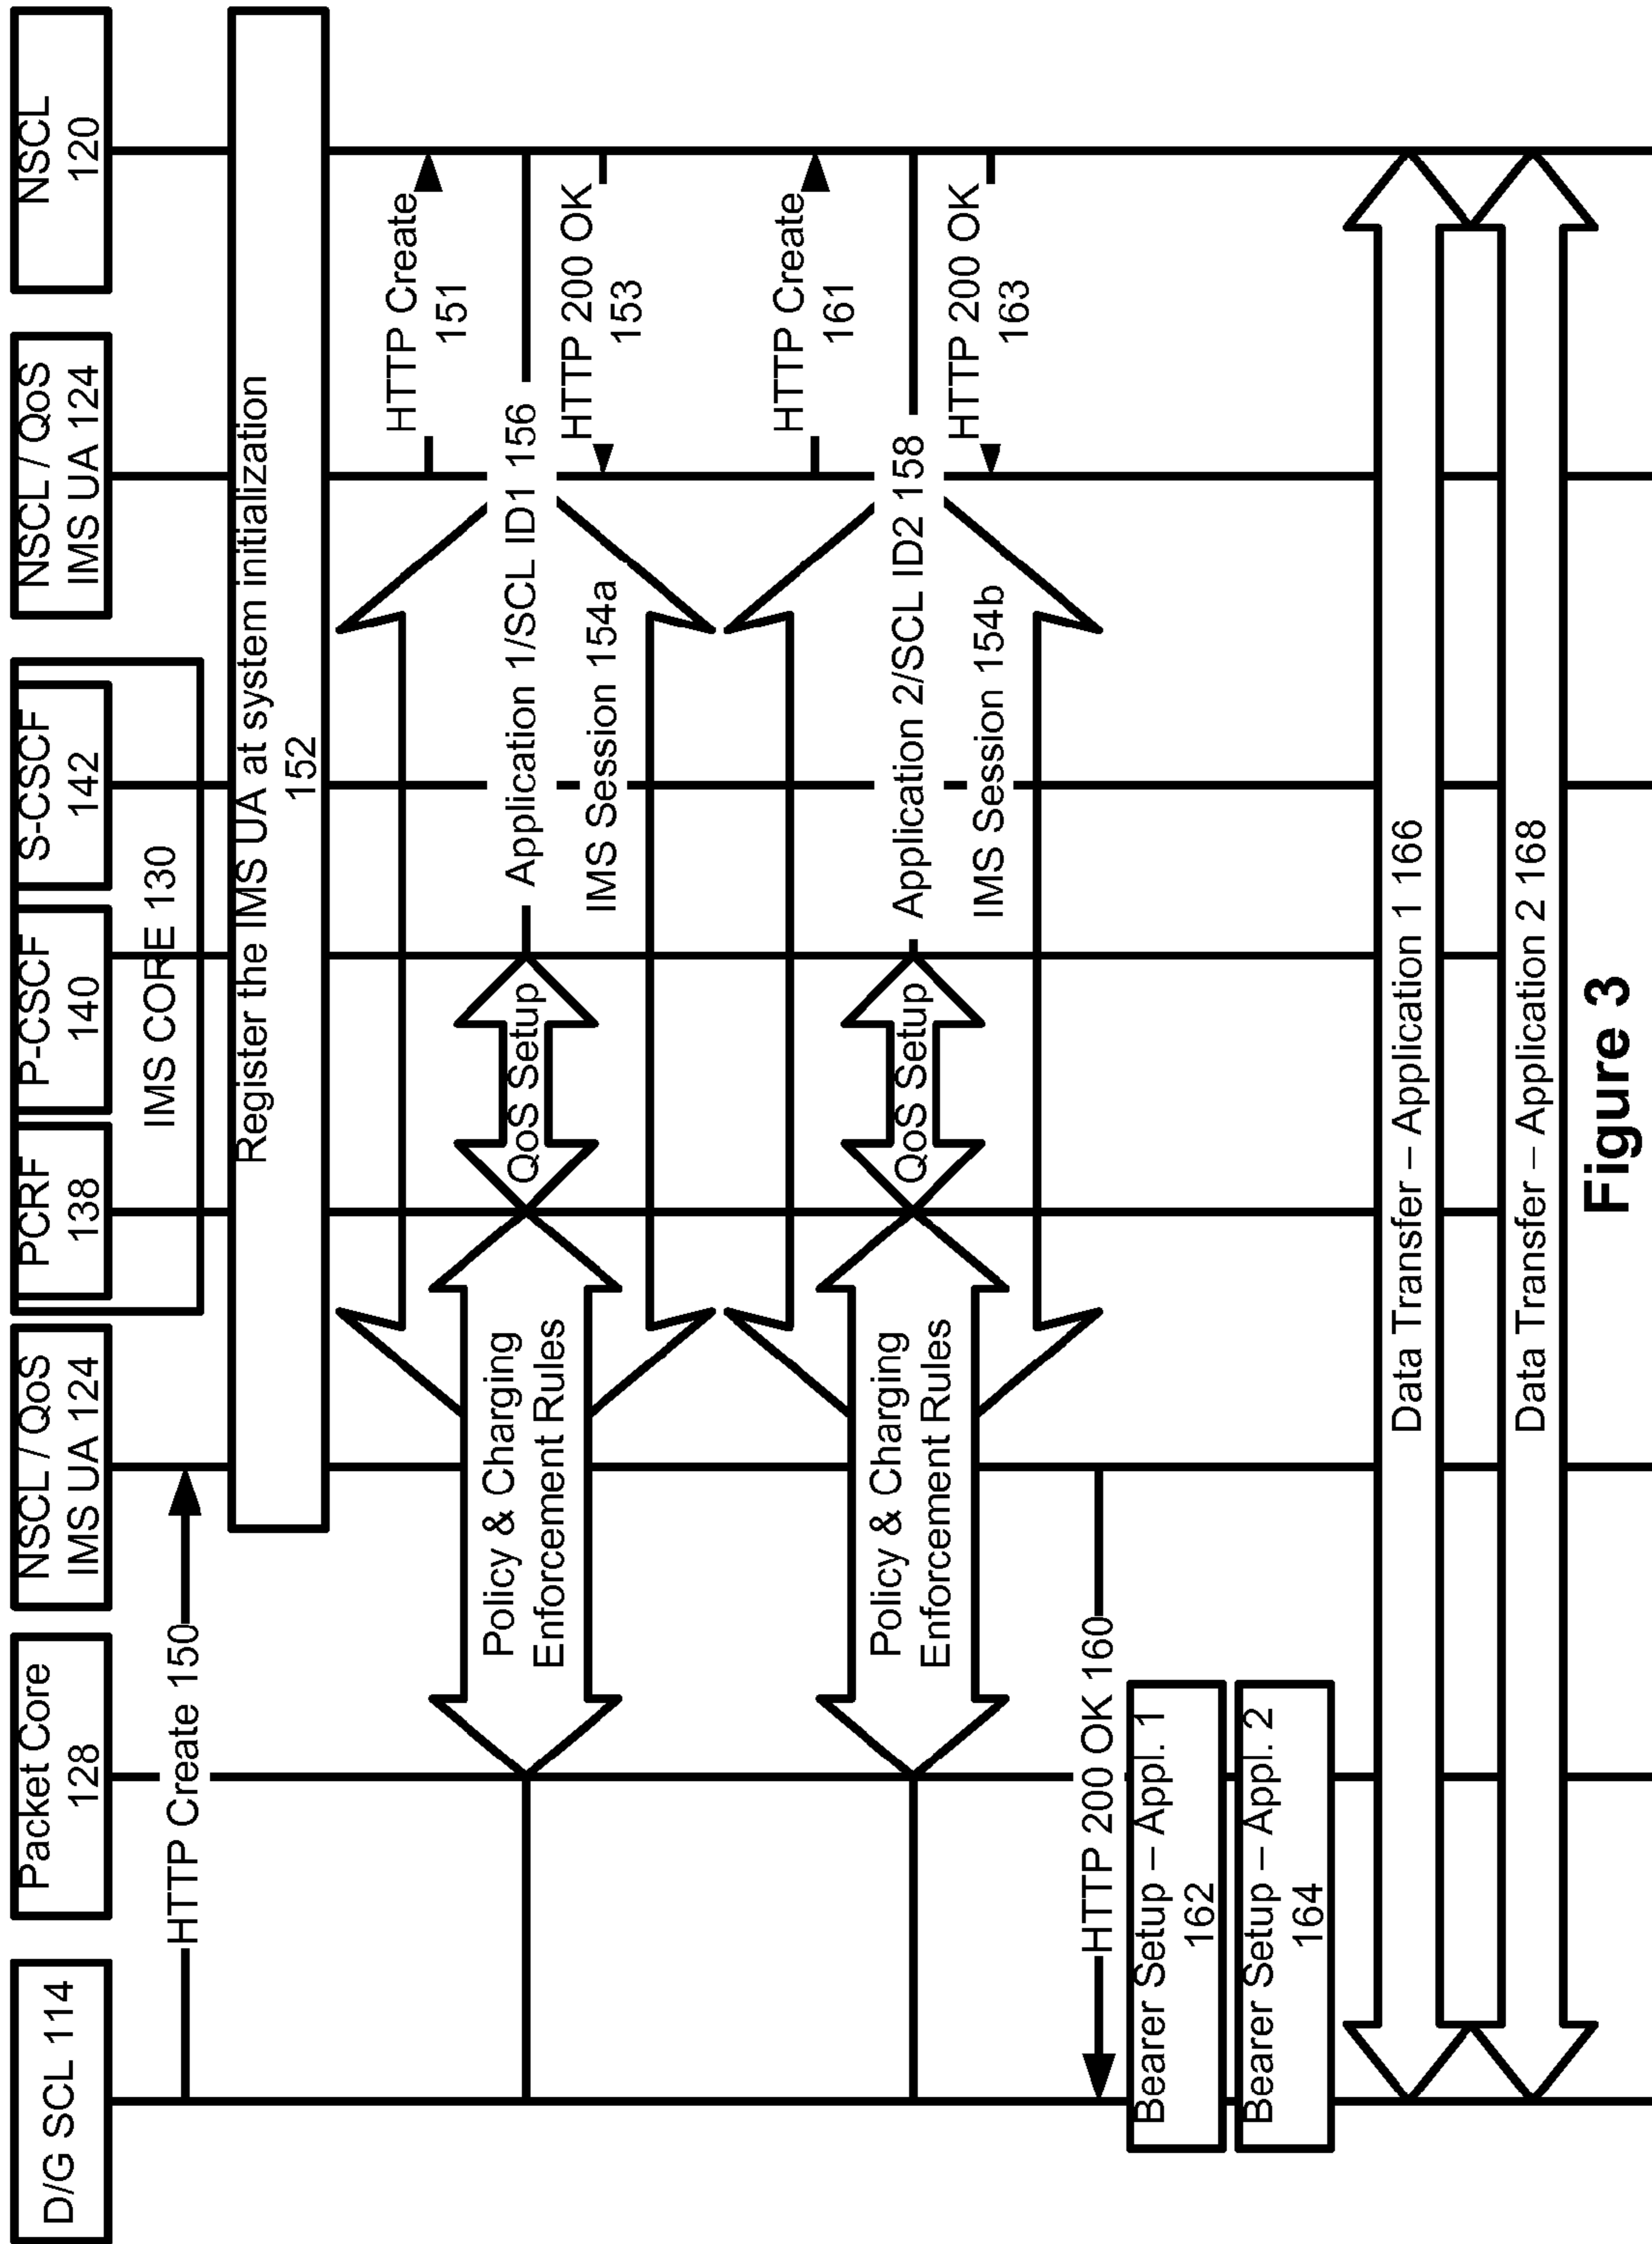 D/G SCL 114
Packet Core
128
NSCL / QoS
IMS UA 124
PCRF
138
P-CSCF
140
S-CSCF
142
NSCL / QoS
IMS UA 124
NSCL
120
IMS CORE 130
HTTP Create 150
Register the IMS UA at system initialization
152
HTTP Create
151
Policy & Charging
Enforcement Rules
QoS Setup
Application 1/SCL ID1 156
IMS Session 154a
HTTP 200 OK
153
HTTP Create
161
Policy & Charging
Enforcement Rules
QoS Setup
Application 2/SCL ID2 158
IMS Session 154b
HTTP 200 OK
163
HTTP 200 OK 160
Bearer Setup – Appl. 1
162
Bearer Setup – Appl. 2
164
Data Transfer – Application 1 166
Data Transfer – Application 2 168
Figure 3